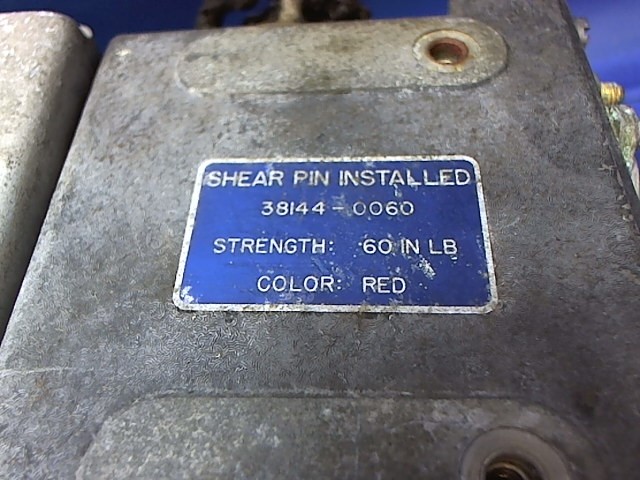 SHEAR PIN INSTALLED
38144-0060
STRENGTH: 60 IN LB
COLOR: RED